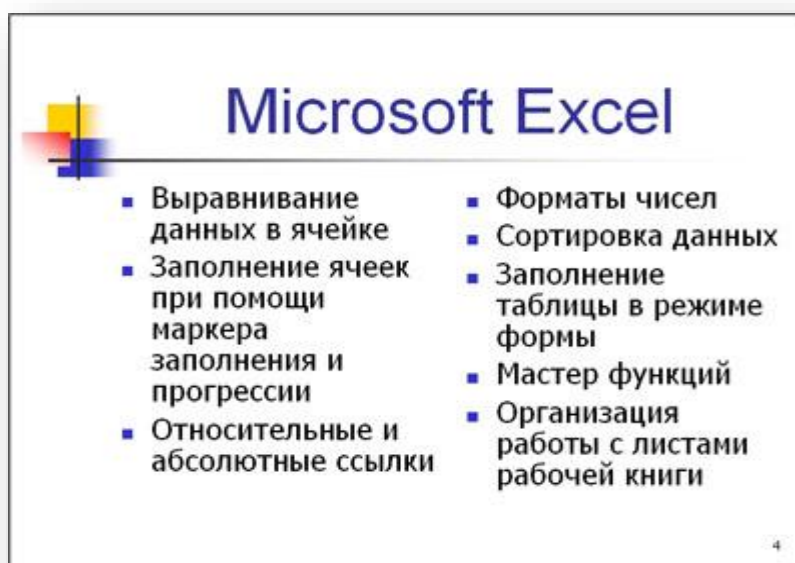 Microsoft Excel
Выравнивание
данных в ячейке
Заполнение ячеек
при помощи
маркера
заполнения и
прогрессии
Относительные и
абсолютные ссылки
Форматы чисел
Сортировка данных
Заполнение
таблицы в режиме
формы
Мастер функций
Организация
работы с листами
рабочей книги
4